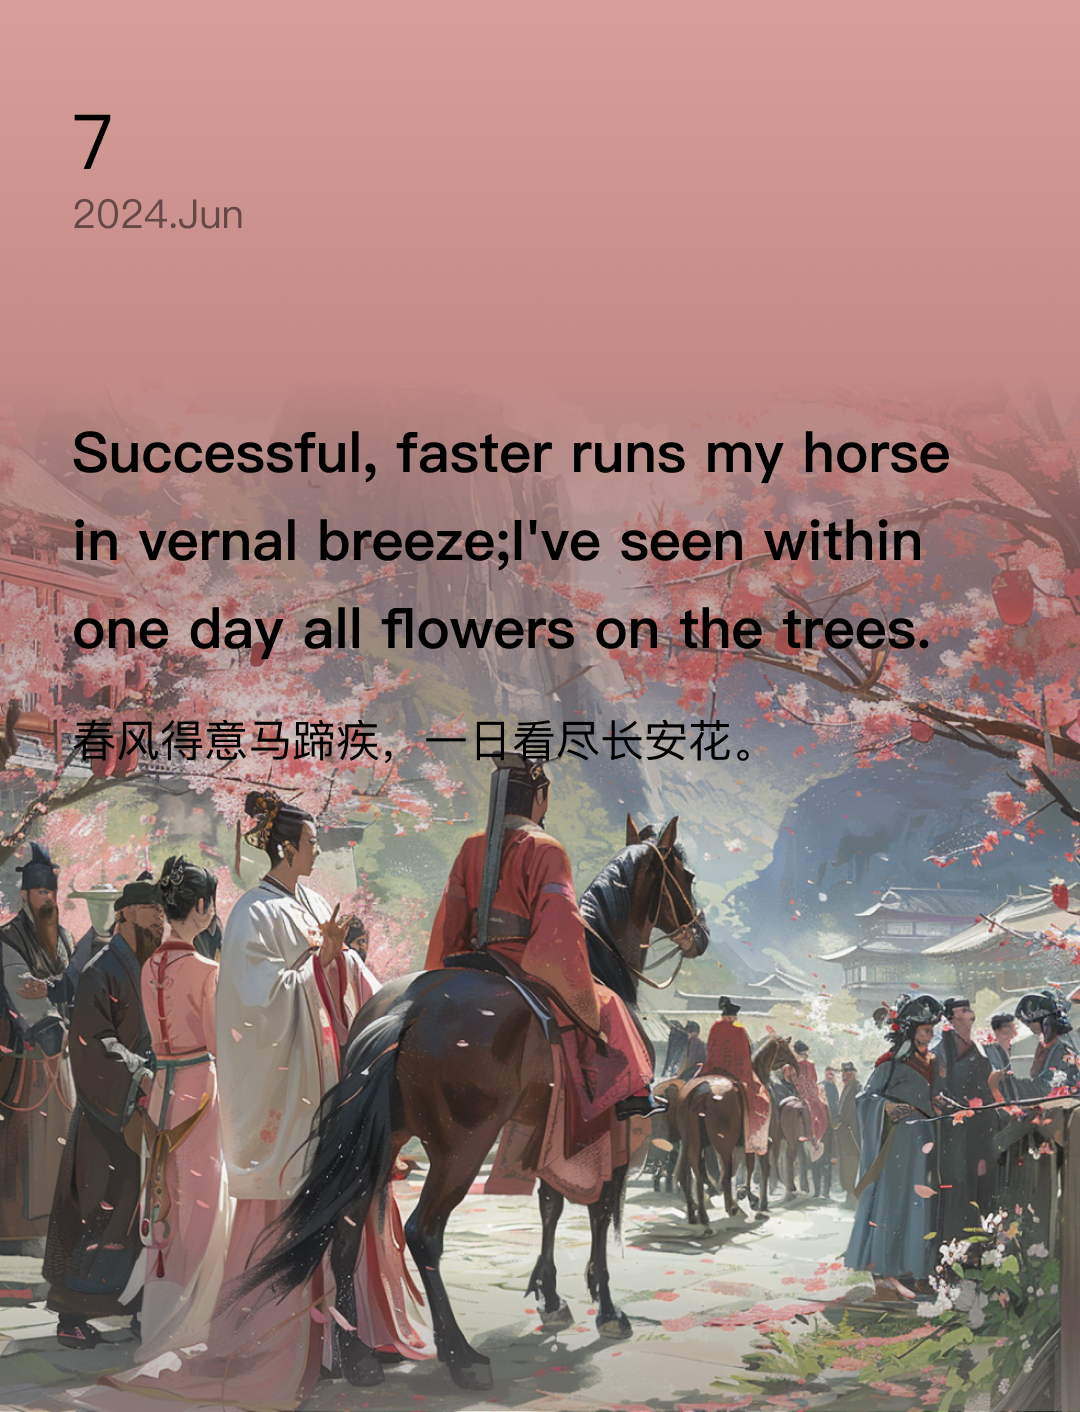 7
2024.Jun
Successful, faster runs my horse
in vernal breeze;I've seen within
one day all flowers on the trees.
春风得意马蹄疾，一日看尽长安花。